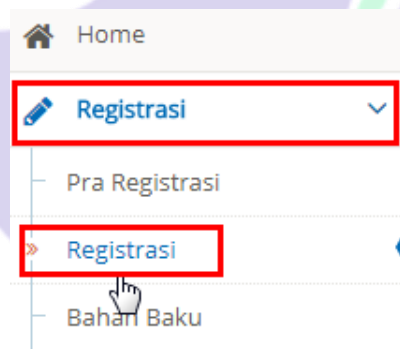 Home
Registrasi
Pra Registrasi
Registrasi
Bahan Baku